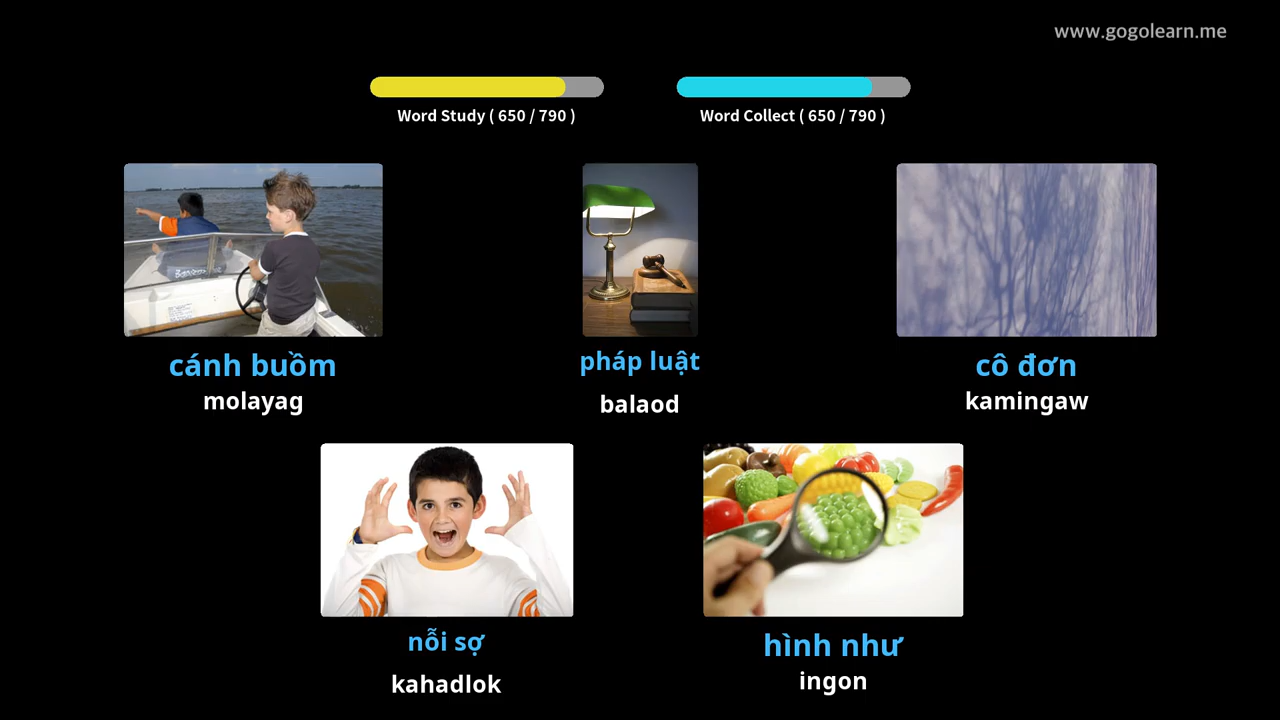 www.gogolearn.me
Word Study ( 650 / 790 )
Word Collect ( 650 / 790 )
cánh buồm
molayag
pháp luật
balaod
cô đơn
kamingaw
nỗi sợ
kahadlok
hình như
ingon